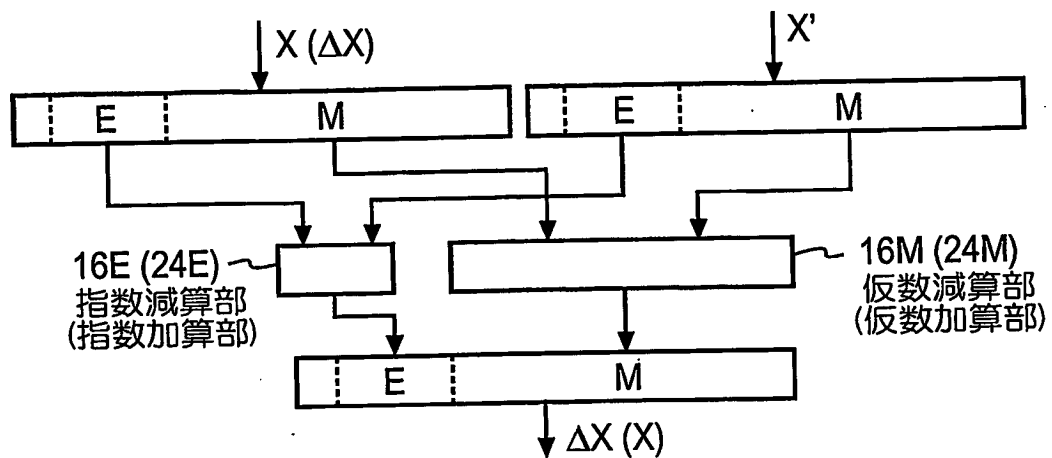 X (ΔX)
X'
E
M
E
M
16E (24E)
指数減算部
(指数加算部)
16M (24M)
仮数減算部
(仮数加算部)
E
M
ΔX (X)